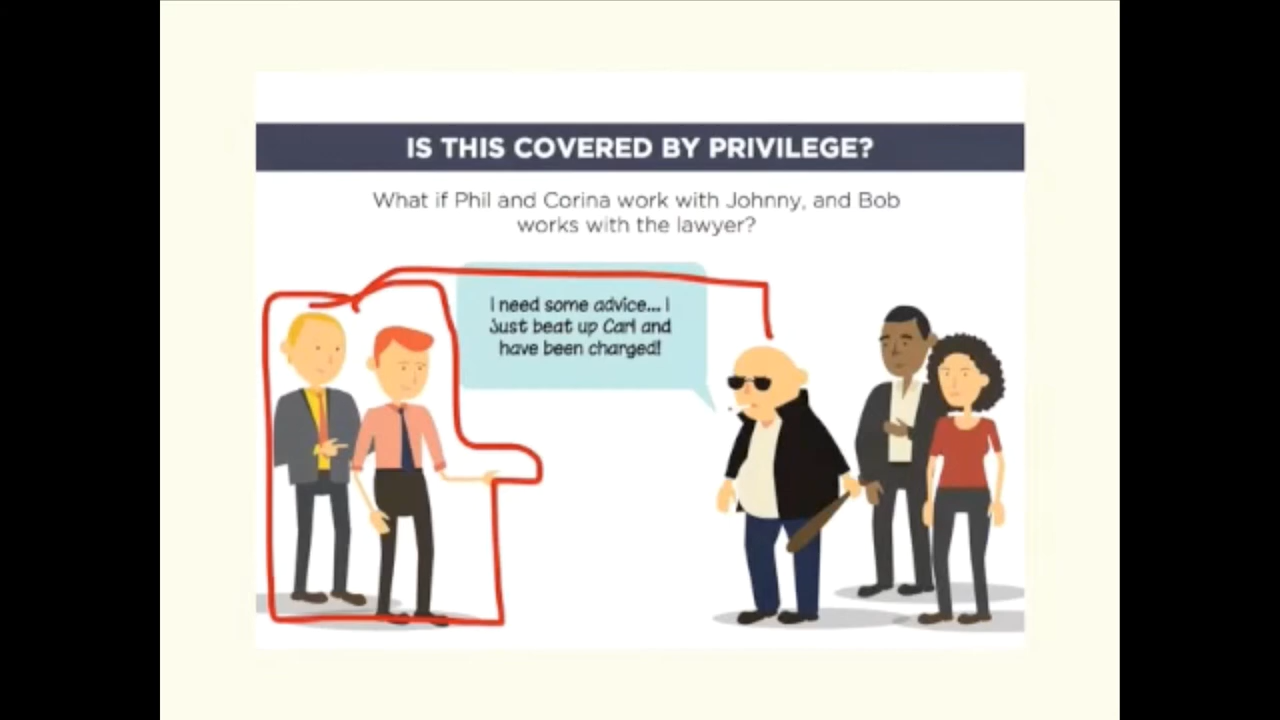 IS THIS COVERED BY PRIVILEGE?
What if Phil and Corina work with Johnny, and Bob
works with the lawyer?
I need some advice... I
Just beat up Carl and
have been charged!